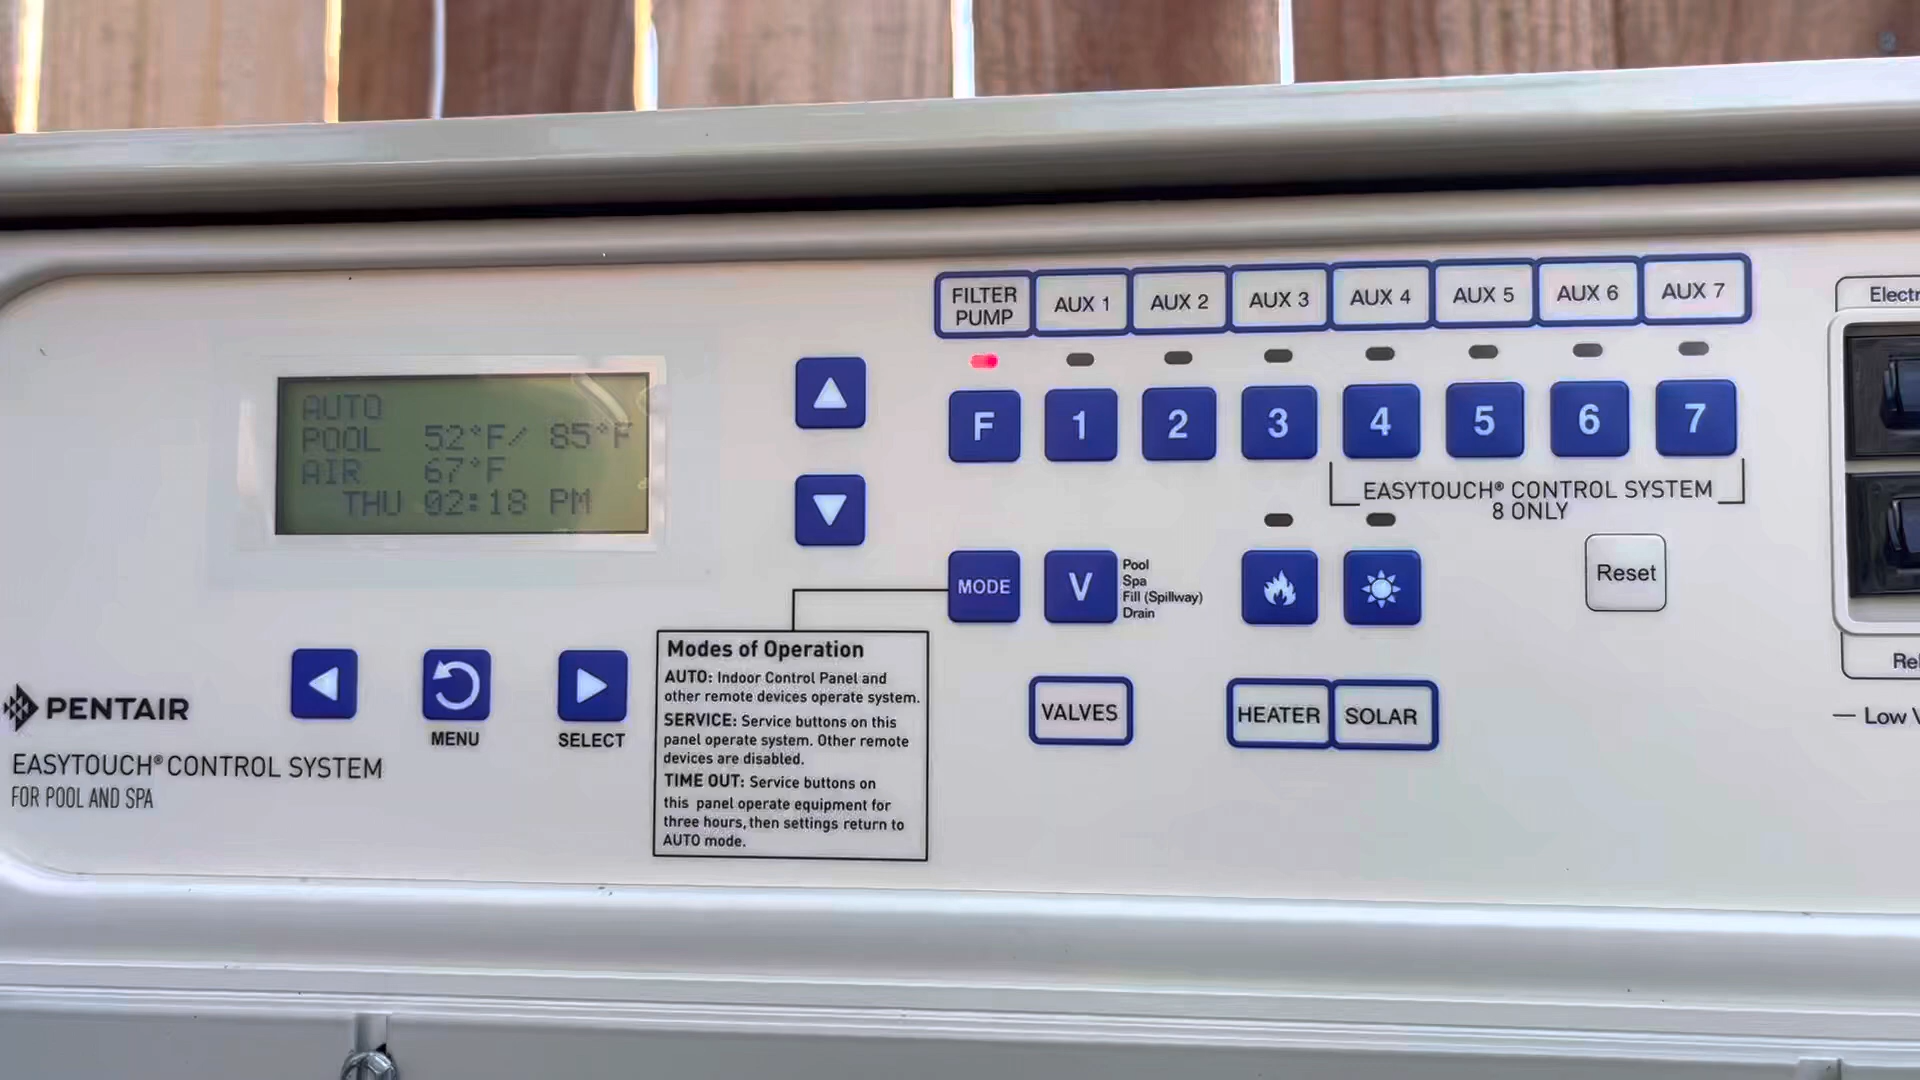 FILTER
PUMP
AUX 1
AUX 2
AUX 3
AUX 4
AUX 5
AUX 6
AUX 7
AUTO
POOL 52°F/ 85°F
AIR 67°F
THU 02:18 PM
F
1
2
3
4
5
6
7
EASYTOUCH® CONTROL SYSTEM
8 ONLY
MODE
V
Pool
Spa
Fill (Spillway)
Drain
Reset
VALVES
HEATER
SOLAR
Modes of Operation
AUTO: Indoor Control Panel and
other remote devices operate system.
SERVICE: Service buttons on this
panel operate system. Other remote
devices are disabled.
TIME OUT: Service buttons on
this panel operate equipment for
three hours, then settings return to
AUTO mode.
MENU
SELECT
PENTAIR
EASYTOUCH® CONTROL SYSTEM
FOR POOL AND SPA
Low